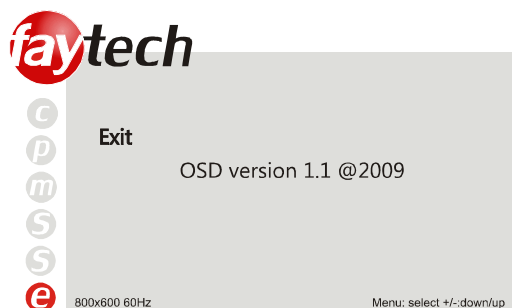 faytech
c
p
m
S
S
e
Exit
OSD version 1.1 @2009
800x600 60Hz
Menu: select +/-:down/up